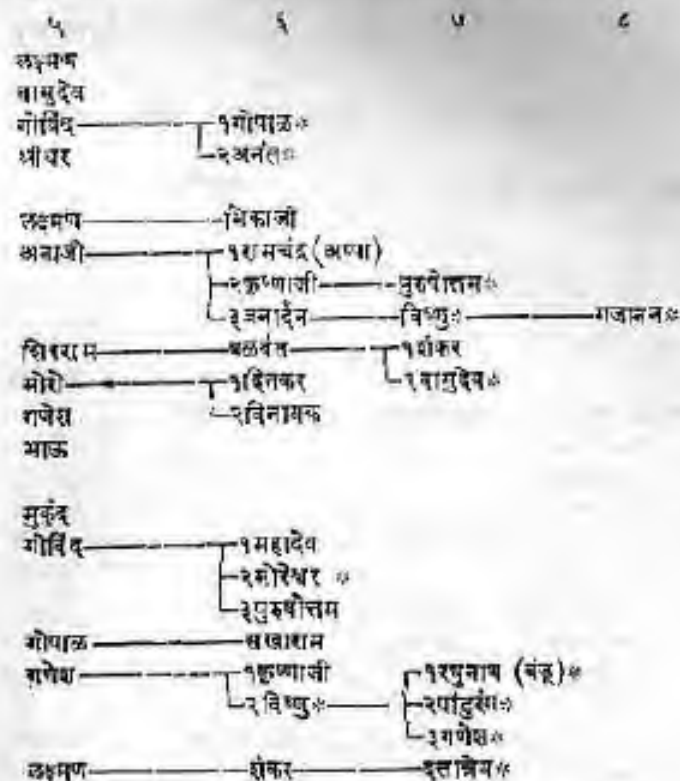 ५ ६ ७ ८
लक्ष्मण
वासुदेव
गोविंद १गोपाळ*
श्रीधर २अनंत*
लक्ष्मण भिकाजी
अबाजी १रामचंद्र (अण्णा)
२कृष्णाजी पुरुषोत्तम*
३जनार्दन विष्णु* गजानन*
शिवराम बळवंत १शंकर
मोरो १दिनकर २वासुदेव*
गणेश २विनायक
भाऊ
मुकुंद
गोविंद १महादेव
२मोरेश्वर *
३पुरुषोत्तम
गोपाळ सखाराम
गणेश १कृष्णाजी १रघुनाथ (बंडू)*
२विष्णु* २पांडुरंग*
३गणेश*
लक्ष्मण शंकर दत्तात्रेय*